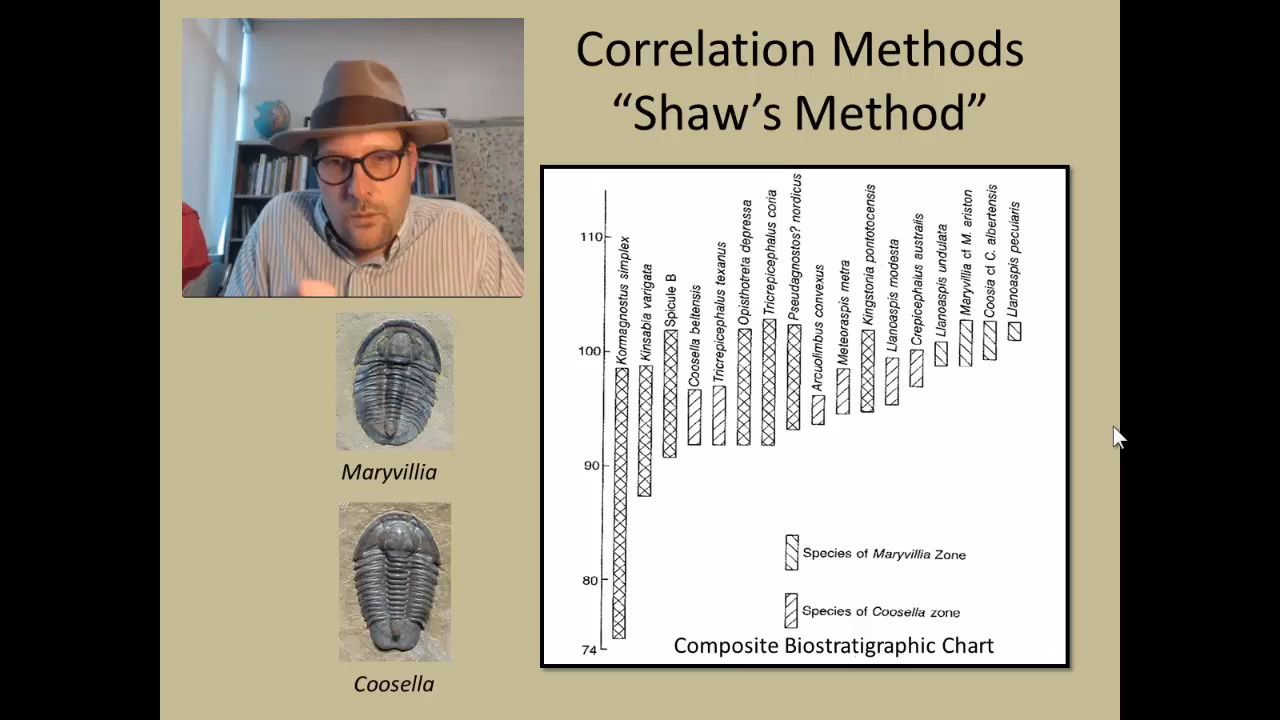 Correlation Methods
“Shaw’s Method”
Maryvillia
Coosella
110
100
90
80
74
Kormagnostus simplex
Kinsabia varigata
Spicule B
Coosella beltensis
Tricrepicephalus texanus
Opisthotreta depressa
Tricrepicephalus coria
Pseudagnostos? nordicus
Arcuolimbus convexus
Meteoraspis metra
Kingstonia pontotocensis
Llanoaspis modesta
Crepicephalus australis
Llanoaspis undulata
Maryvillia cf M. ariston
Coosia cf C. albertensis
Llanoaspis pecularis
Species of Maryvillia Zone
Species of Coosella zone
Composite Biostratigraphic Chart